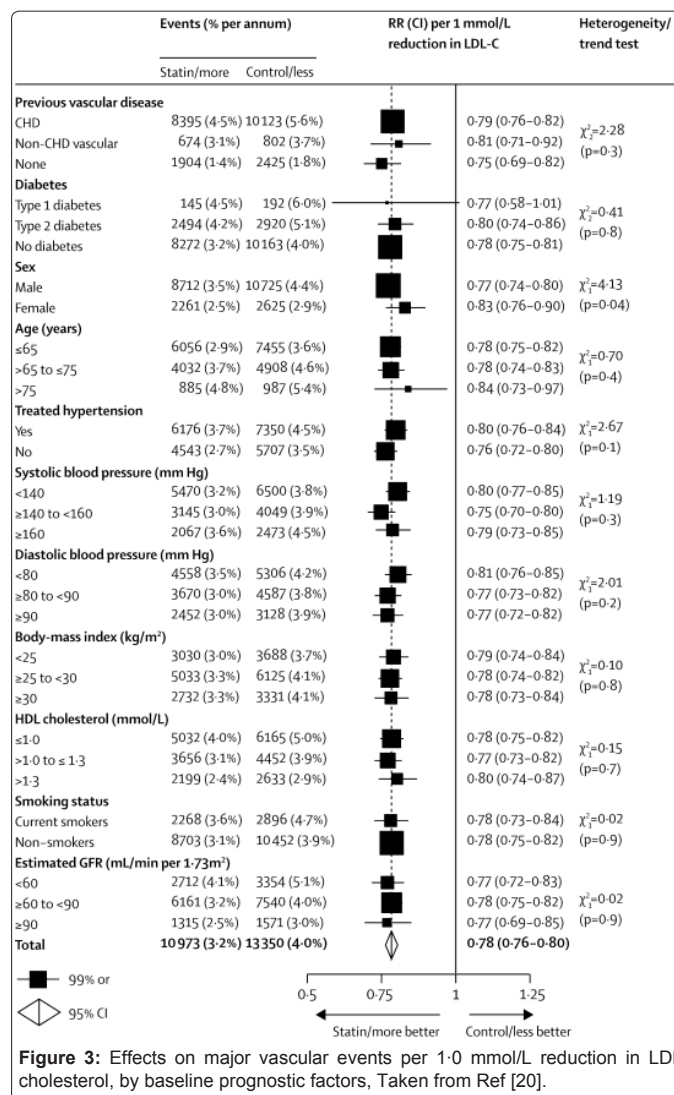 Events (% per annum) RR (CI) per 1 mmol/L reduction in LDL-C Heterogeneity/ trend test
Statin/more Control/less
Previous vascular disease
CHD 8395 (4·5%) 10123 (5·6%) 0·79 (0·76–0·82)
Non-CHD vascular 674 (3·1%) 802 (3·7%) 0·81 (0·71–0·92) χ²₂=2·28 (p=0·3)
None 1904 (1·4%) 2425 (1·8%) 0·75 (0·69–0·82)
Diabetes
Type 1 diabetes 145 (4·5%) 192 (6·0%) 0·77 (0·58–1·01)
Type 2 diabetes 2494 (4·2%) 2920 (5·1%) 0·80 (0·74–0·86) χ²₂=0·41 (p=0·8)
No diabetes 8272 (3·2%) 10163 (4·0%) 0·78 (0·75–0·81)
Sex
Male 8712 (3·5%) 10725 (4·4%) 0·77 (0·74–0·80) χ²₁=4·13
Female 2261 (2·5%) 2625 (2·9%) 0·83 (0·76–0·90) (p=0·04)
Age (years)
≤65 6056 (2·9%) 7455 (3·6%) 0·78 (0·75–0·82)
>65 to ≤75 4032 (3·7%) 4908 (4·6%) 0·78 (0·74–0·83) χ²₁=0·70 (p=0·4)
>75 885 (4·8%) 987 (5·4%) 0·84 (0·73–0·97)
Treated hypertension
Yes 6176 (3·7%) 7350 (4·5%) 0·80 (0·76–0·84) χ²₁=2·67
No 4543 (2·7%) 5707 (3·5%) 0·76 (0·72–0·80) (p=0·1)
Systolic blood pressure (mm Hg)
<140 5470 (3·2%) 6500 (3·8%) 0·80 (0·77–0·85)
≥140 to <160 3145 (3·0%) 4049 (3·9%) 0·75 (0·70–0·80) χ²₁=1·19 (p=0·3)
≥160 2067 (3·6%) 2473 (4·5%) 0·79 (0·73–0·85)
Diastolic blood pressure (mm Hg)
<80 4558 (3·5%) 5306 (4·2%) 0·81 (0·76–0·85)
≥80 to <90 3670 (3·0%) 4587 (3·8%) 0·77 (0·73–0·82) χ²₁=2·01 (p=0·2)
≥90 2452 (3·0%) 3128 (3·9%) 0·77 (0·72–0·82)
Body-mass index (kg/m²)
<25 3030 (3·0%) 3688 (3·7%) 0·79 (0·74–0·84)
≥25 to <30 5033 (3·3%) 6125 (4·1%) 0·78 (0·74–0·82) χ²₁=0·10 (p=0·8)
≥30 2732 (3·3%) 3331 (4·1%) 0·78 (0·73–0·84)
HDL cholesterol (mmol/L)
≤1·0 5032 (4·0%) 6165 (5·0%) 0·78 (0·75–0·82)
>1·0 to ≤ 1·3 3656 (3·1%) 4452 (3·9%) 0·77 (0·73–0·82) χ²₁=0·15 (p=0·7)
>1·3 2199 (2·4%) 2633 (2·9%) 0·80 (0·74–0·87)
Smoking status
Current smokers 2268 (3·6%) 2896 (4·7%) 0·78 (0·73–0·84) χ²₁=0·02
Non–smokers 8703 (3·1%) 10452 (3·9%) 0·78 (0·75–0·82) (p=0·9)
Estimated GFR (mL/min per 1·73m²)
<60 2712 (4·1%) 3354 (5·1%) 0·77 (0·72–0·83)
≥60 to <90 6161 (3·2%) 7540 (4·0%) 0·78 (0·75–0·82) χ²₁=0·02 (p=0·9)
≥90 1315 (2·5%) 1571 (3·0%) 0·77 (0·69–0·85)
Total 10973 (3·2%) 13350 (4·0%) 0·78 (0·76–0·80)
99% or
95% CI
0·5 0·75 1 1·25
Statin/more better Control/less better
Figure 3: Effects on major vascular events per 1·0 mmol/L reduction in LDL
cholesterol, by baseline prognostic factors, Taken from Ref [20].